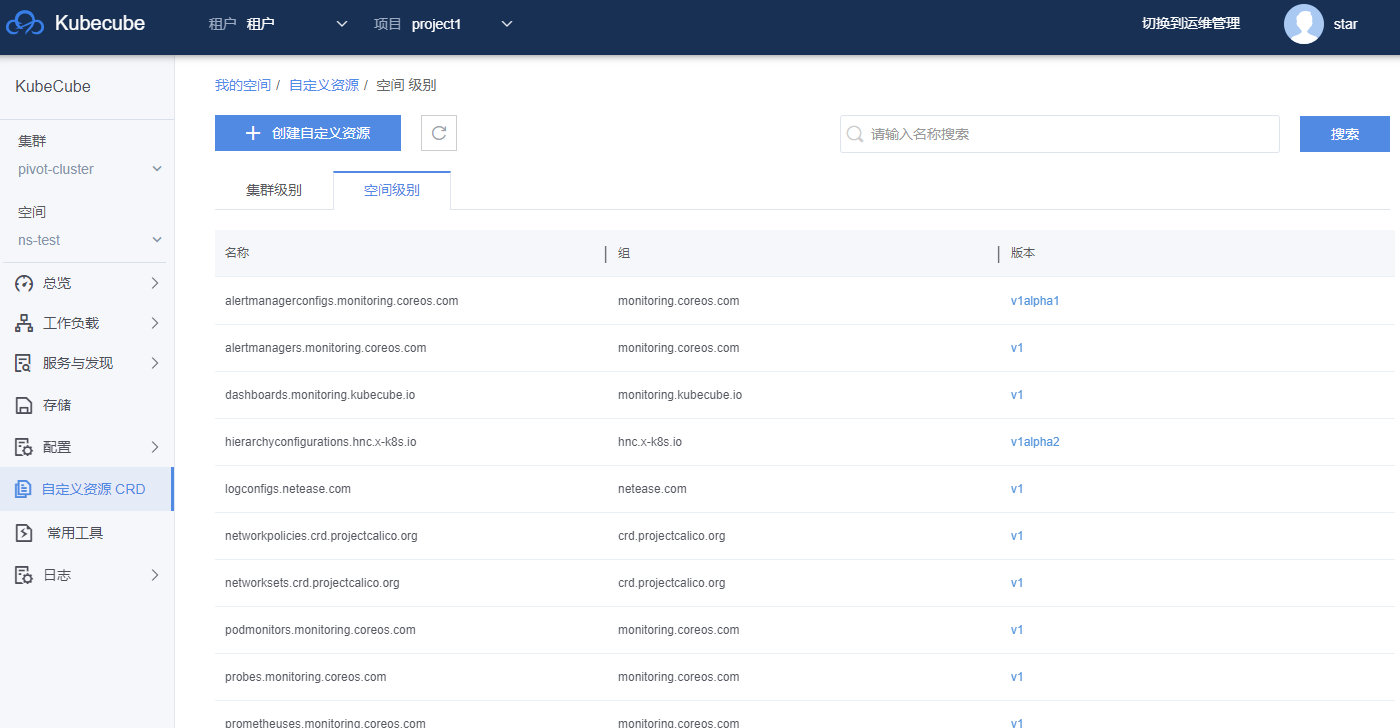 Kubecube 租户 租户 项目 project1 切换到运维管理 star
KubeCube
集群
pivot-cluster
空间
ns-test
总览
工作负载
服务与发现
存储
配置
自定义资源 CRD
常用工具
日志
我的空间 / 自定义资源 / 空间 级别
创建自定义资源 请输入名称搜索 搜索
集群级别 空间级别
名称 组 版本
alertmanagerconfigs.monitoring.coreos.com monitoring.coreos.com v1alpha1
alertmanagers.monitoring.coreos.com monitoring.coreos.com v1
dashboards.monitoring.kubecube.io monitoring.kubecube.io v1
hierarchyconfigurations.hnc.x-k8s.io hnc.x-k8s.io v1alpha2
logconfigs.netease.com netease.com v1
networkpolicies.crd.projectcalico.org crd.projectcalico.org v1
networksets.crd.projectcalico.org crd.projectcalico.org v1
podmonitors.monitoring.coreos.com monitoring.coreos.com v1
probes.monitoring.coreos.com monitoring.coreos.com v1
prometheuses.monitoring.coreos.com monitoring.coreos.com v1